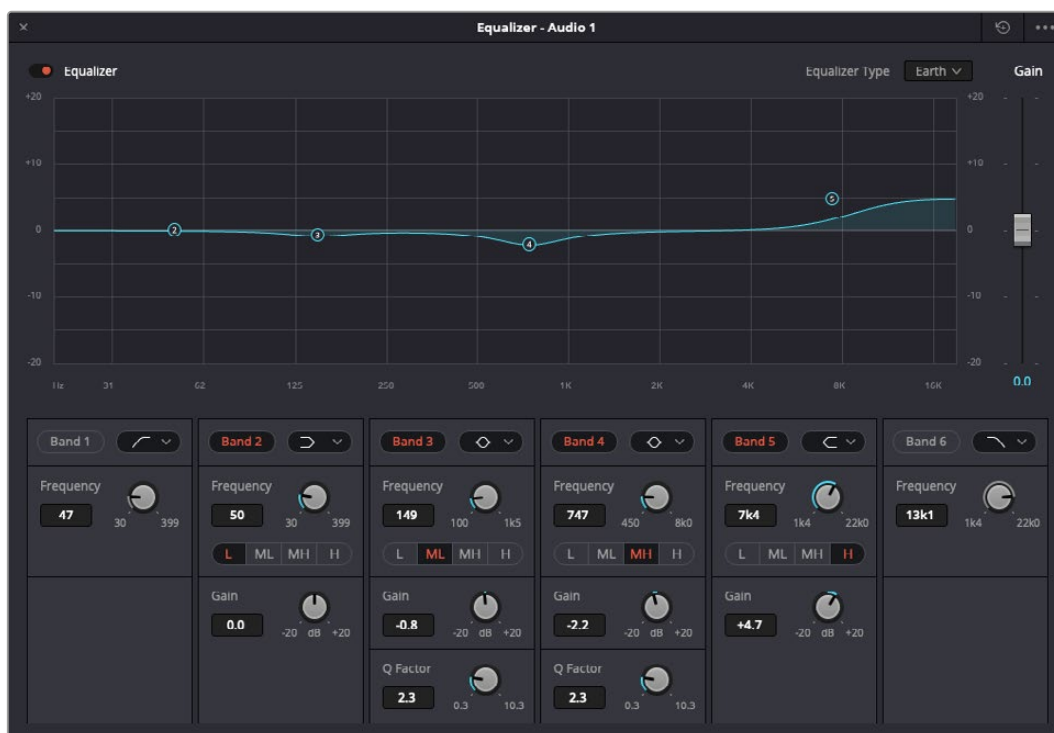 Equalizer - Audio 1
Equalizer
Equalizer Type Earth Gain
+20 +20
+10 +10
0 0
-10 -10
-20 -20
Hz 31 62 125 250 500 1K 2K 4K 8K 16K 0.0
2 3 4 5
Band 1 Band 2 Band 3 Band 4 Band 5 Band 6
Frequency Frequency Frequency Frequency Frequency Frequency
47 30 399 50 30 399 149 100 1k5 747 450 8k0 7k4 1k4 22k0 13k1 1k4 22k0
L ML MH H L ML MH H L ML MH H L ML MH H
Gain Gain Gain Gain
0.0 -20 dB +20 -0.8 -20 dB +20 -2.2 -20 dB +20 +4.7 -20 dB +20
Q Factor Q Factor
2.3 0.3 10.3 2.3 0.3 10.3